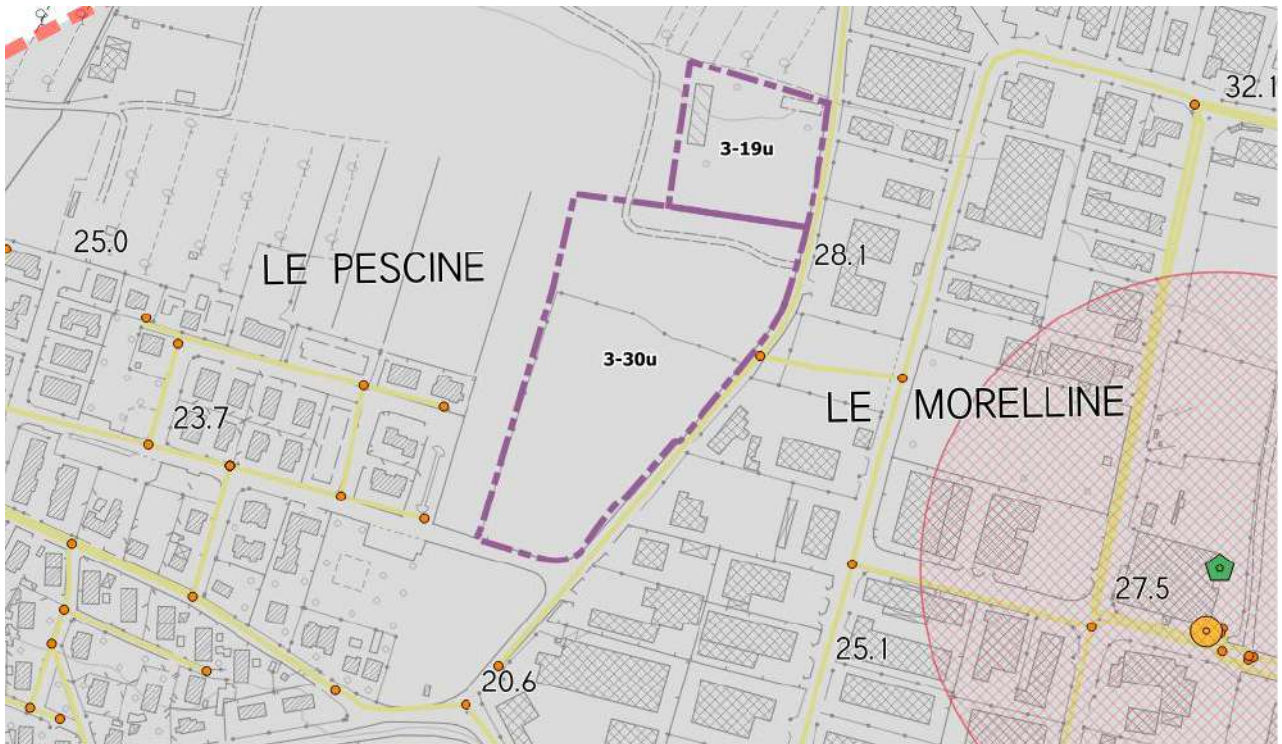 32.1
3-19u
25.0
28.1
LE PESCINE
3-30u
LE MORELLINE
23.7
27.5
25.1
20.6